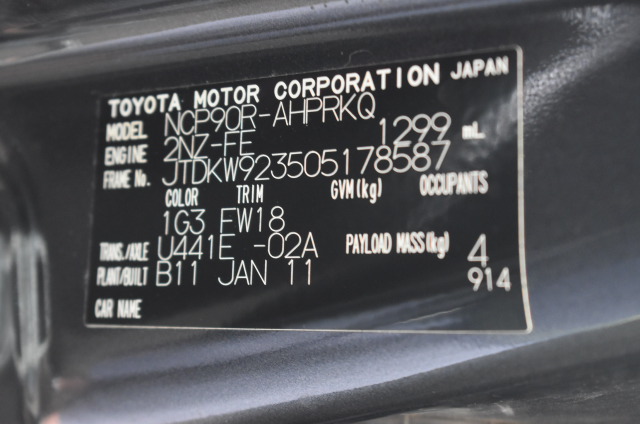 TOYOTA MOTOR CORPORATION JAPAN
MODEL NCP90R-AHPRKQ
ENGINE 2NZ-FE 1299 mL
FRAME No. JTDKW923505178587
COLOR TRIM GVM(kg) OCCUPANTS
1G3 EW18
TRANS./AXLE U441E -02A PAYLOAD MASS(kg) 4
PLANT/BUILT B11 JAN 11 914
CAR NAME